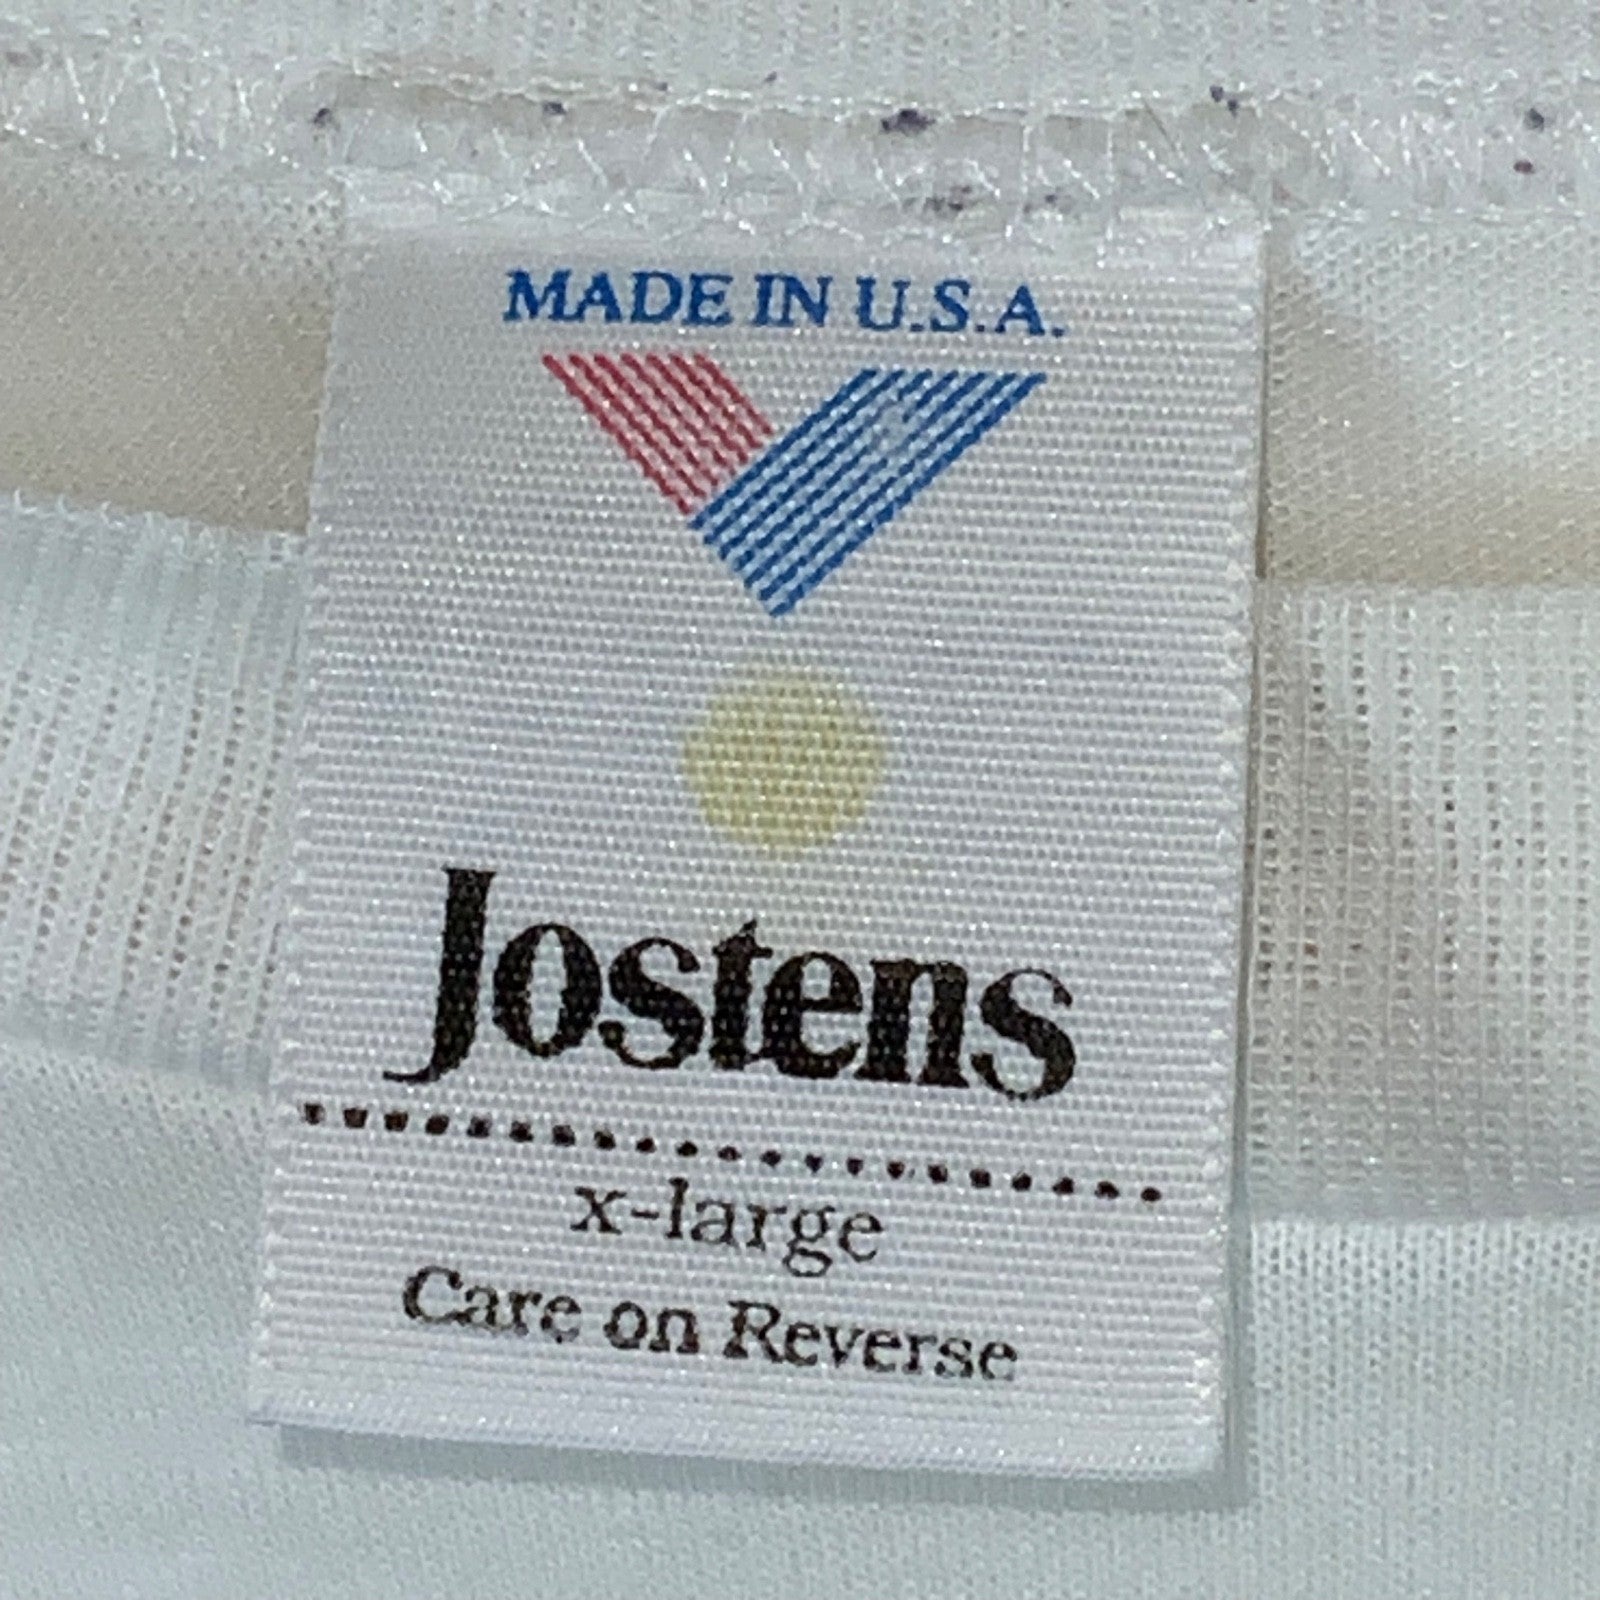 MADE IN U.S.A.
Jostens
x-large
Care on Reverse